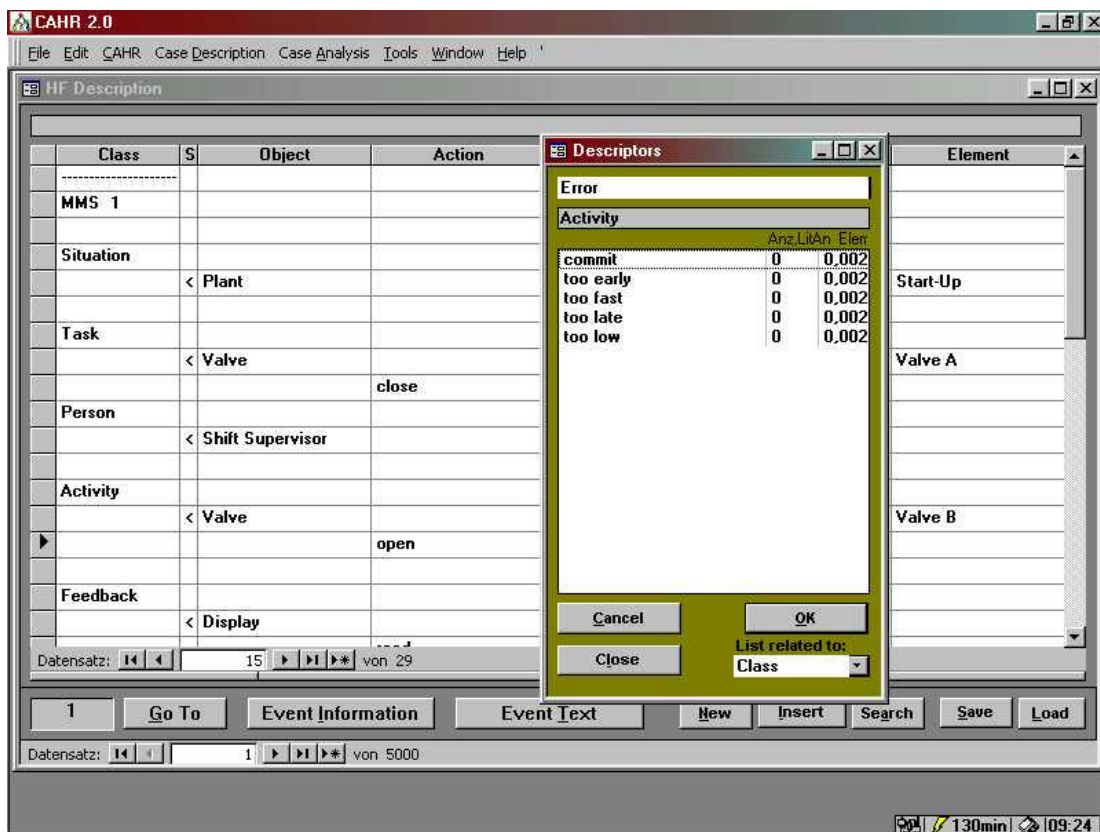 CAHR 2.0
File Edit CAHR Case Description Case Analysis Tools Window Help '
HF Description
Class S Object Action Element
--------------------
MMS 1
Situation
< Plant Start-Up
Task
< Valve Valve A
close
Person
< Shift Supervisor
Activity
< Valve Valve B
open
Feedback
< Display
Datensatz: 15 von 29
Descriptors
Error
Activity
Anz,LitAn Elem
commit 0 0,002
too early 0 0,002
too fast 0 0,002
too late 0 0,002
too low 0 0,002
Cancel OK
List related to:
Close Class
1 Go To Event Information Event Text New Insert Search Save Load
Datensatz: 1 von 5000
130min 09:24